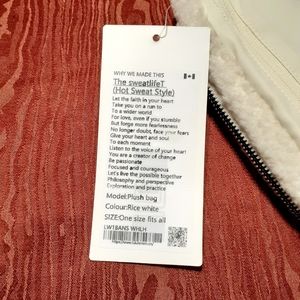 WHY WE MADE THIS
The sweatlifeT
(Hot Sweat Style)
Let the faith in your heart
Take you on a run to
To a wider world
For love, even if you stumble
But forge more fearlessness
No longer doubt, face your fears
Give your heart and soul
To each moment
Listen to the voice of your heart
You are a creator of change
Be passionate
Focused and courageous
Let's live the possible together
Philosophy and perspective
Exploration and practice
Model:Plush bag
Colour:Rice white
SIZE:One size fits all
LW18ANS WHLH